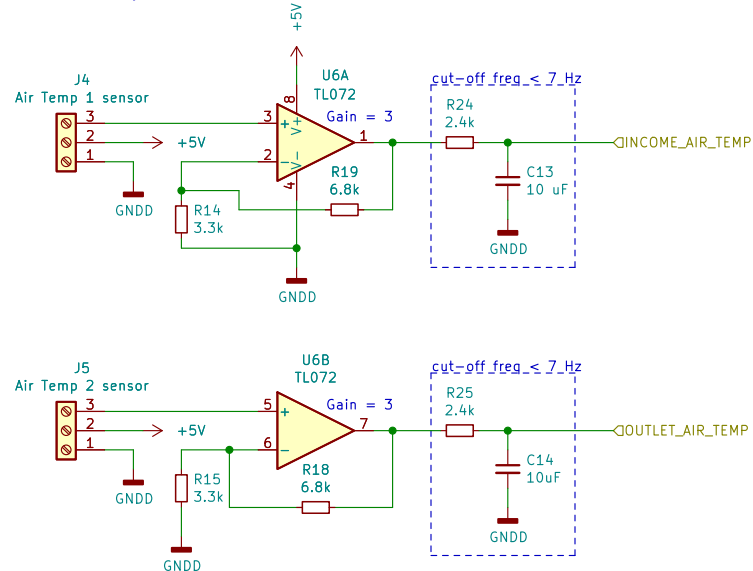 +5V
J4
Air Temp 1 sensor
3
2
1
+5V
GNDD
U6A
TL072
Gain = 3
8
V+
3
+
2
-
V-
4
1
R19
6.8k
R14
3.3k
GNDD
cut-off freq < 7 Hz
R24
2.4k
C13
10 uF
GNDD
INCOME_AIR_TEMP
J5
Air Temp 2 sensor
3
2
1
+5V
GNDD
U6B
TL072
Gain = 3
5
+
6
-
7
R18
6.8k
R15
3.3k
GNDD
cut-off freq < 7 Hz
R25
2.4k
C14
10uF
GNDD
OUTLET_AIR_TEMP